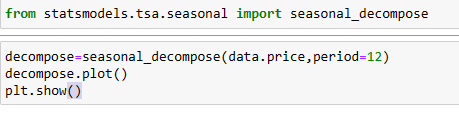 from statsmodels.tsa.seasonal import seasonal_decompose
decompose=seasonal_decompose(data.price,period=12)
decompose.plot()
plt.show()